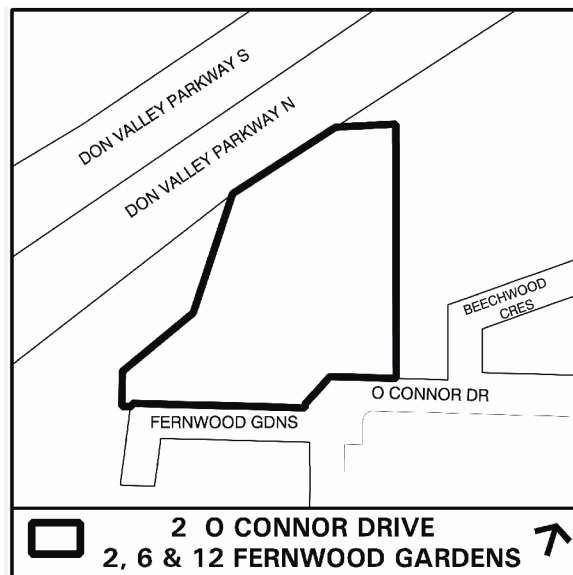 DON VALLEY PARKWAY S
DON VALLEY PARKWAY N
BEECHWOOD
CRES
O CONNOR DR
FERNWOOD GDNS
2 O CONNOR DRIVE
2, 6 & 12 FERNWOOD GARDENS